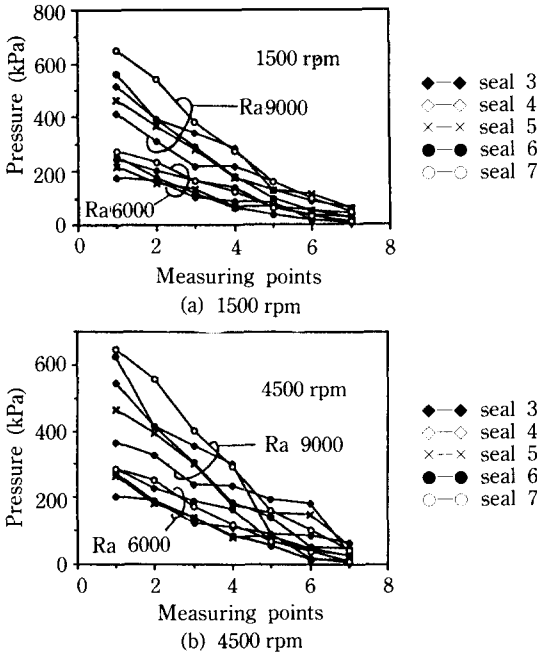 800
600
400
200
0
Pressure (kPa)
1500 rpm
Ra 9000
Ra 6000
0 2 4 6 8
Measuring points
(a) 1500 rpm
seal 3
seal 4
seal 5
seal 6
seal 7
600
400
200
0
Pressure (kPa)
4500 rpm
Ra 9000
Ra 6000
0 2 4 6 8
Measuring points
(b) 4500 rpm
seal 3
seal 4
seal 5
seal 6
seal 7